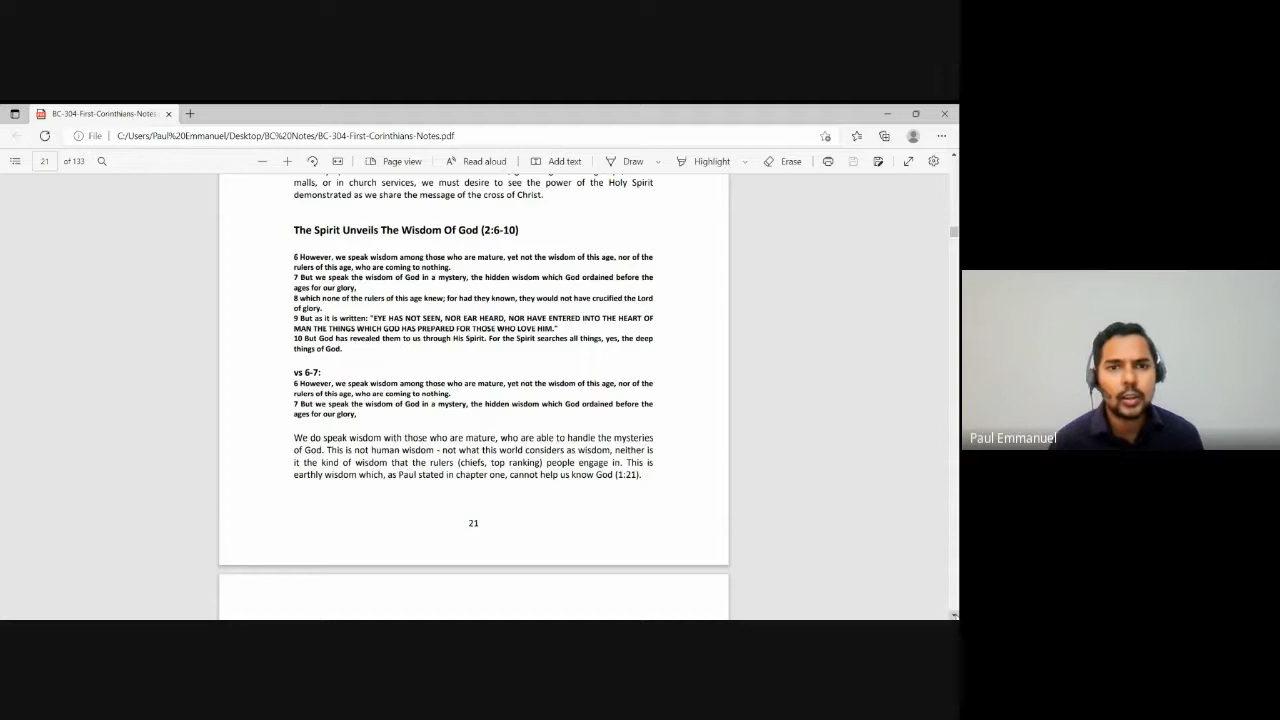 BC-304-First-Corinthians-Notes
File
C:/Users/Paul%20Emmanuel/Desktop/BC%20Notes/BC-304-First-Corinthians-Notes.pdf
21 of 133
Page view
Read aloud
Add text
Draw
Highlight
Erase
malls, or in church services, we must desire to see the power of the Holy Spirit
demonstrated as we share the message of the cross of Christ.
The Spirit Unveils The Wisdom Of God (2:6-10)
6 However, we speak wisdom among those who are mature, yet not the wisdom of this age, nor of the
rulers of this age, who are coming to nothing.
7 But we speak the wisdom of God in a mystery, the hidden wisdom which God ordained before the
ages for our glory,
8 which none of the rulers of this age knew; for had they known, they would not have crucified the Lord
of glory.
9 But as it is written: "EYE HAS NOT SEEN, NOR EAR HEARD, NOR HAVE ENTERED INTO THE HEART OF
MAN THE THINGS WHICH GOD HAS PREPARED FOR THOSE WHO LOVE HIM."
10 But God has revealed them to us through His Spirit. For the Spirit searches all things, yes, the deep
things of God.
vs 6-7:
6 However, we speak wisdom among those who are mature, yet not the wisdom of this age, nor of the
rulers of this age, who are coming to nothing.
7 But we speak the wisdom of God in a mystery, the hidden wisdom which God ordained before the
ages for our glory,
We do speak wisdom with those who are mature, who are able to handle the mysteries
of God. This is not human wisdom - not what this world considers as wisdom, neither is
it the kind of wisdom that the rulers (chiefs, top ranking) people engage in. This is
earthly wisdom which, as Paul stated in chapter one, cannot help us know God (1:21).
21
Paul Emmanuel